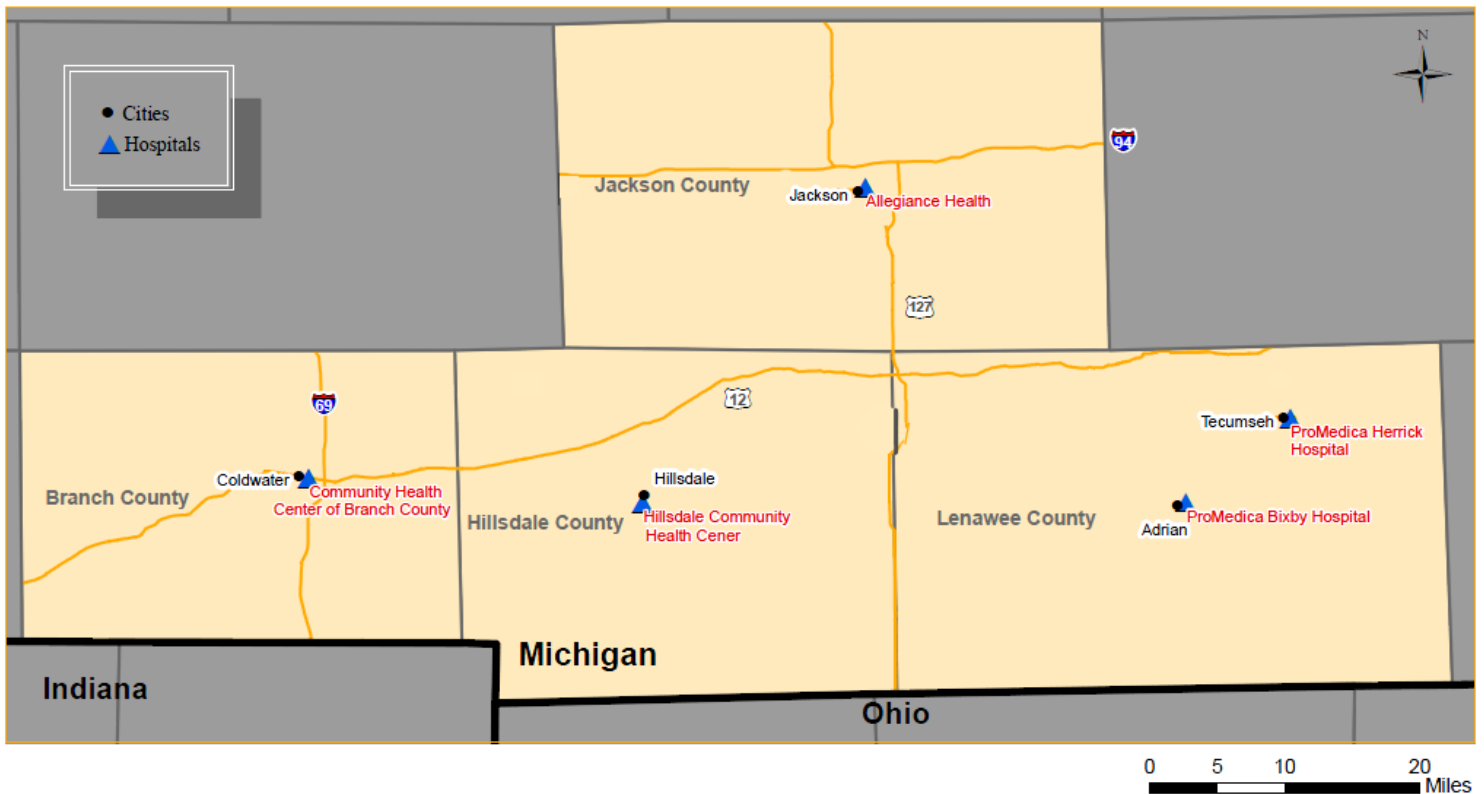 N
Cities
Hospitals
94
Jackson County
Jackson
Allegiance Health
127
69
12
Tecumseh
ProMedica Herrick
Hospital
Coldwater
Community Health
Center of Branch County
Branch County
Hillsdale
Hillsdale County
Hillsdale Community
Health Cener
Lenawee County
ProMedica Bixby Hospital
Adrian
Michigan
Indiana
Ohio
0 5 10 20
Miles